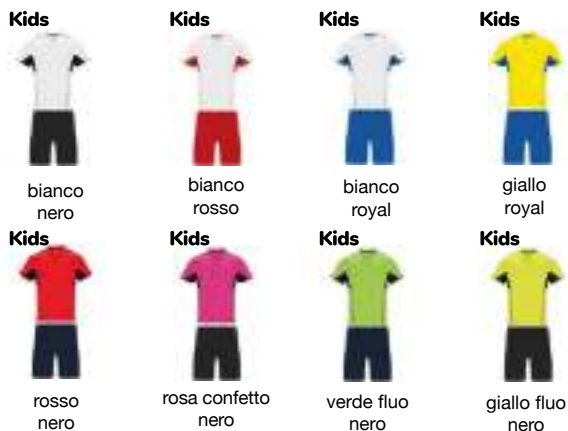 Kids
Kids
Kids
Kids
bianco
nero
bianco
rosso
bianco
royal
giallo
royal
Kids
Kids
Kids
Kids
rosso
nero
rosa confetto
nero
verde fluo
nero
giallo fluo
nero